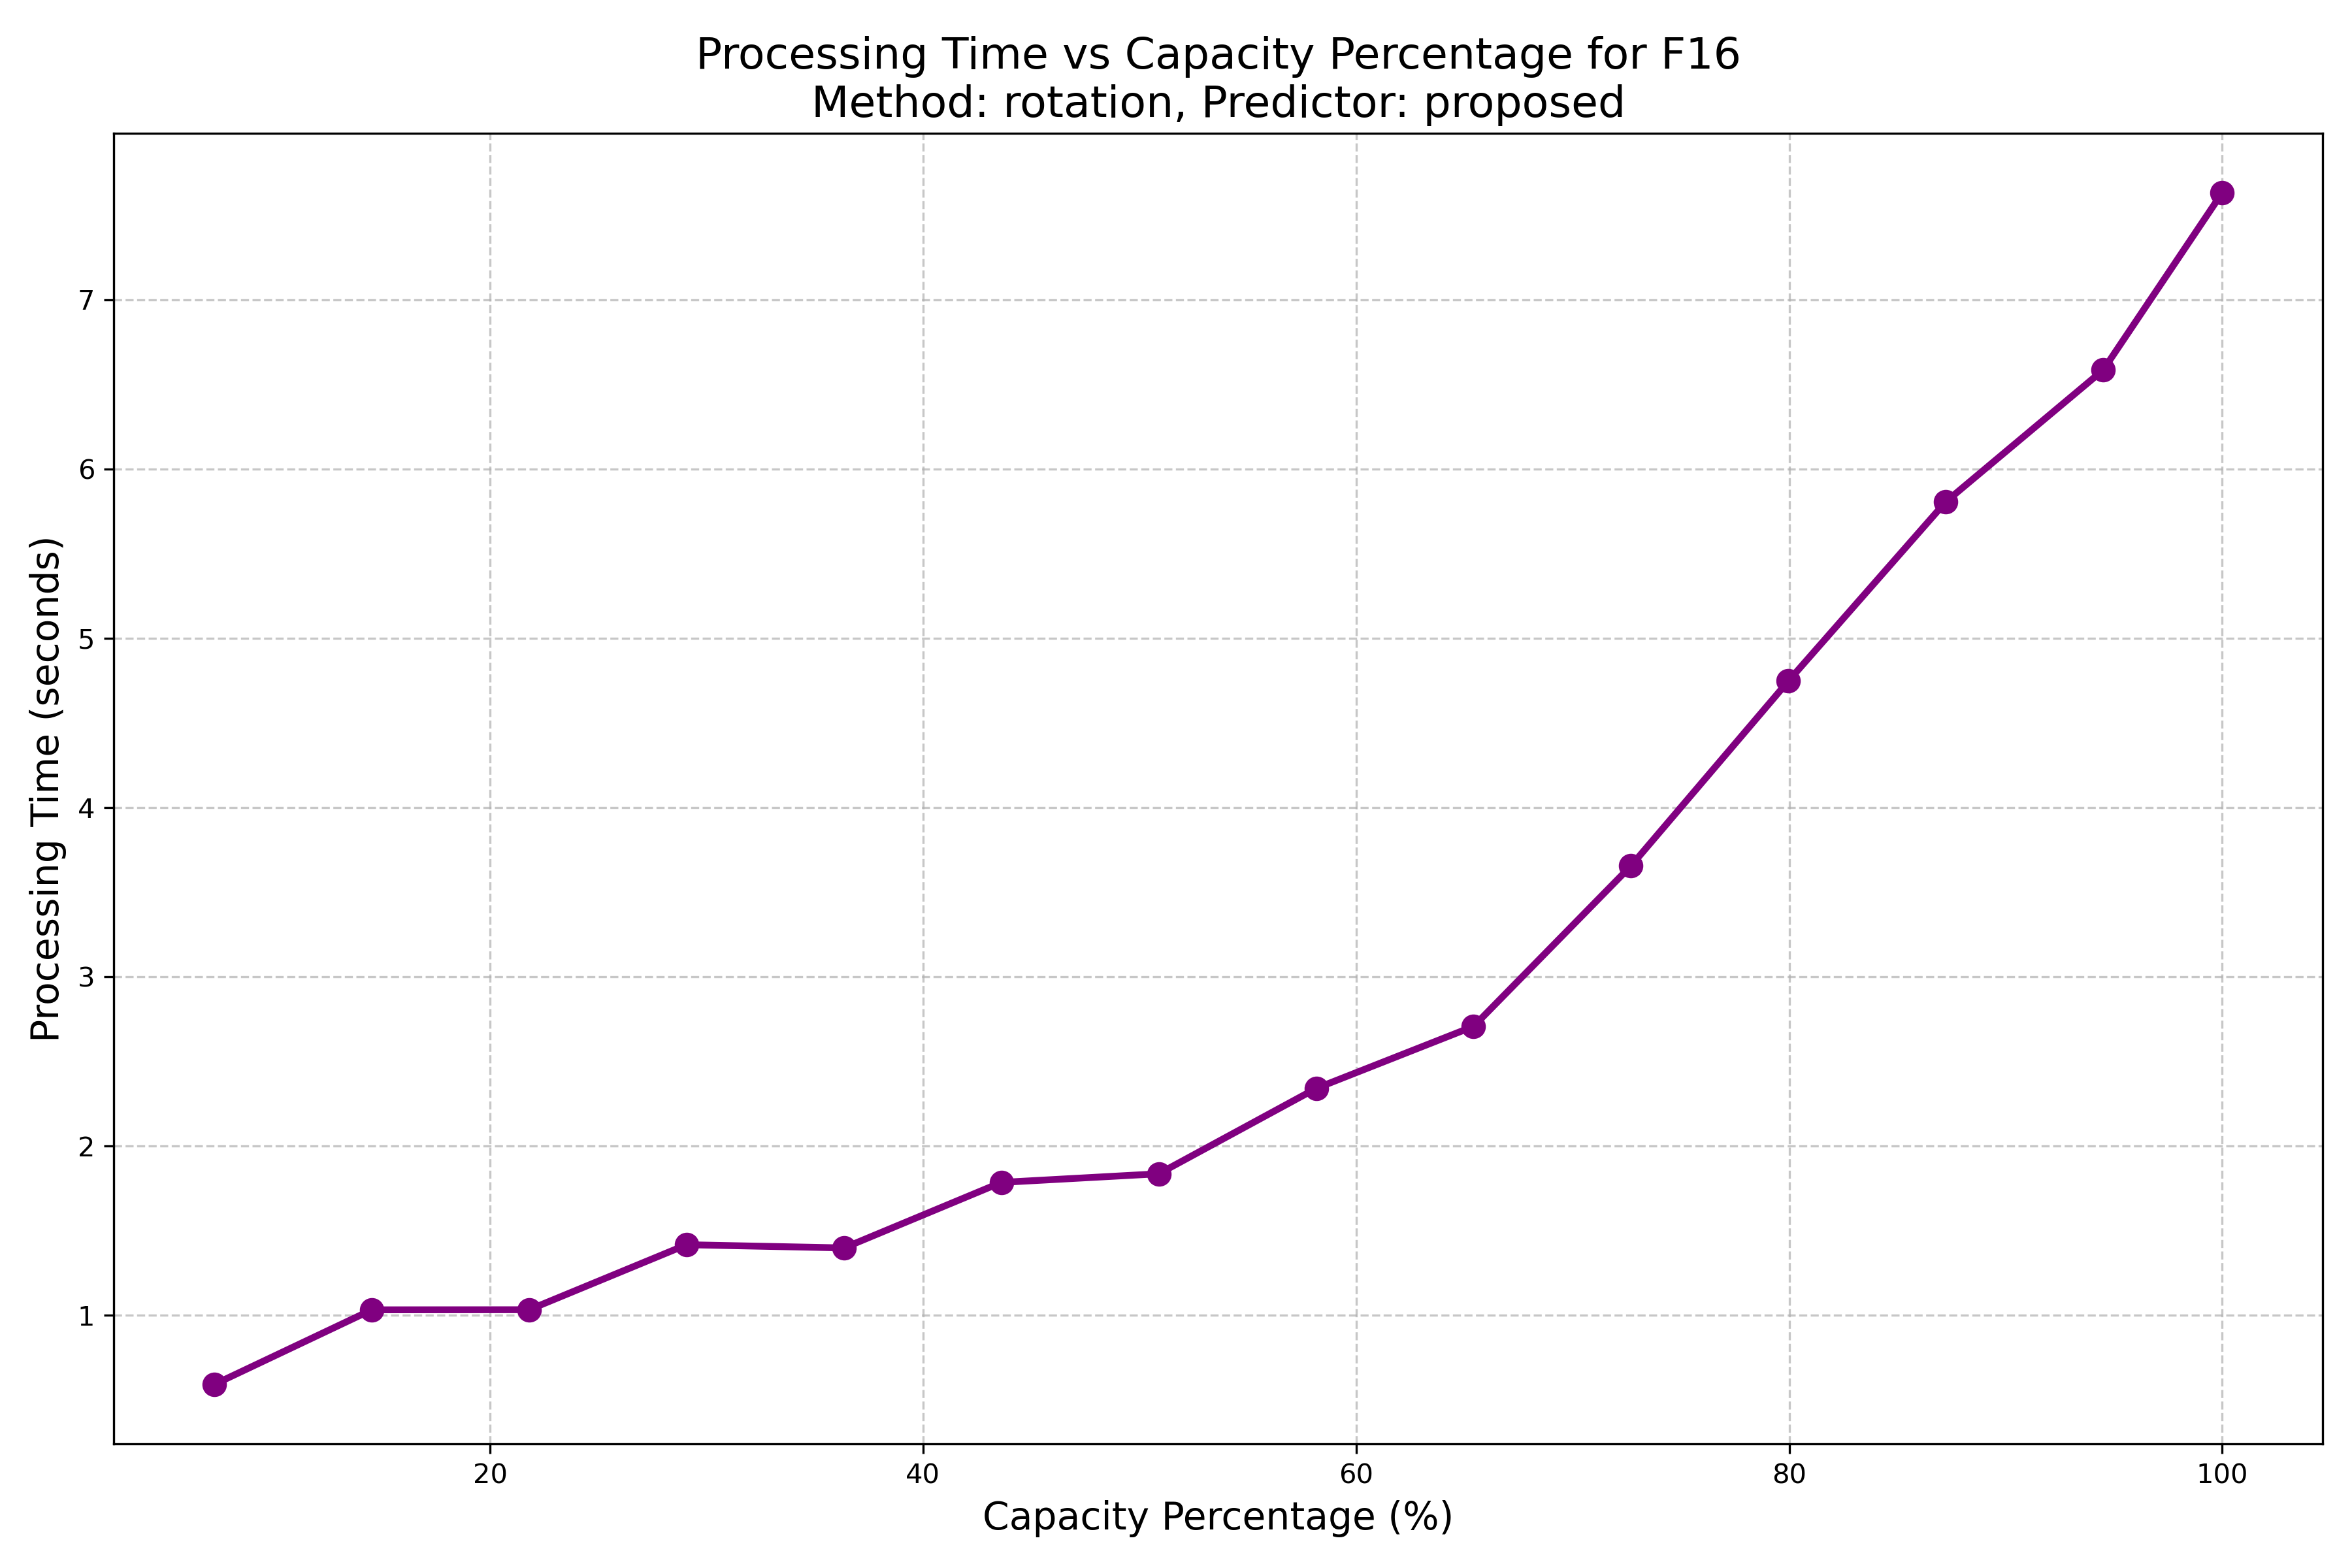 Processing Time vs Capacity Percentage for F16
Method: rotation, Predictor: proposed
Processing Time (seconds)
7
6
5
4
3
2
1
20 40 60 80 100
Capacity Percentage (%)